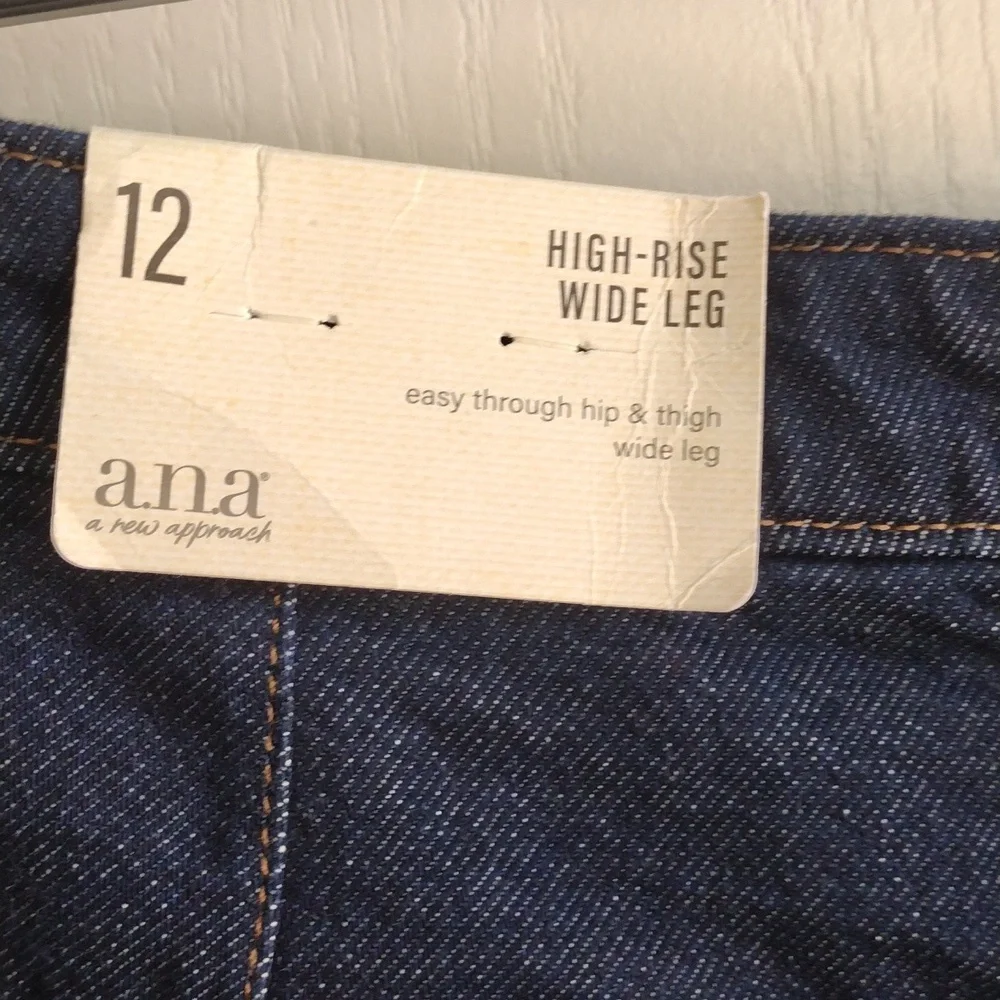 12
HIGH-RISE
WIDE LEG
easy through hip & thigh
wide leg
a.n.a®
a new approach